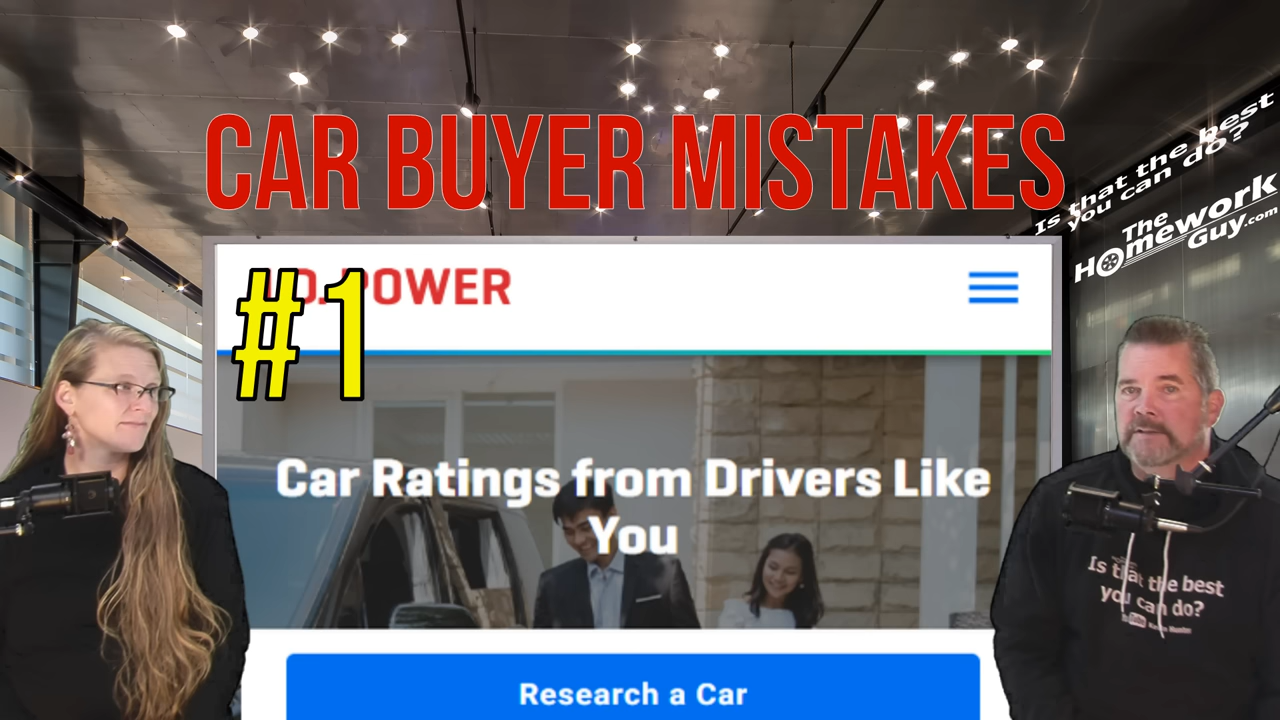 CAR BUYER MISTAKES
Is that the best
you can do?
The
Homework
Guy.com
#1
J.D. POWER
Car Ratings from Drivers Like
You
Is that the best
you can do?
Research a Car